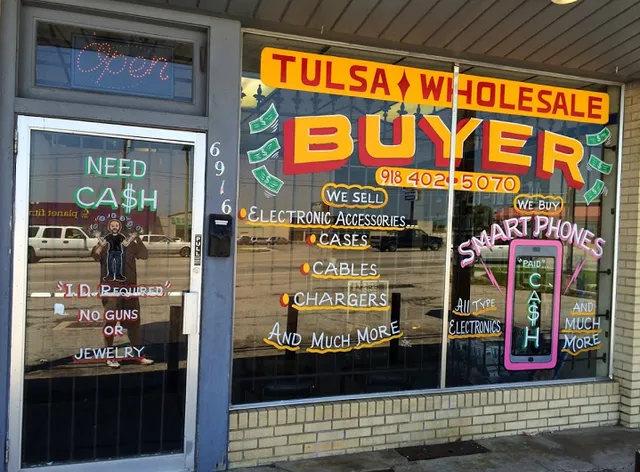 Open
TULSA WHOLESALE
BUYER
918 402-5070
NEED
CA$H
"I.D. REQUIRED"
NO GUNS
OR
JEWELRY
6916
WE SELL
ELECTRONIC ACCESSORIES
CASES
CABLES
CHARGERS
AND MUCH MORE
WE BUY
SMART PHONES
"PAID"
CA$H
All TYPE
ELECTRONICS
AND
MUCH
MORE
PULL